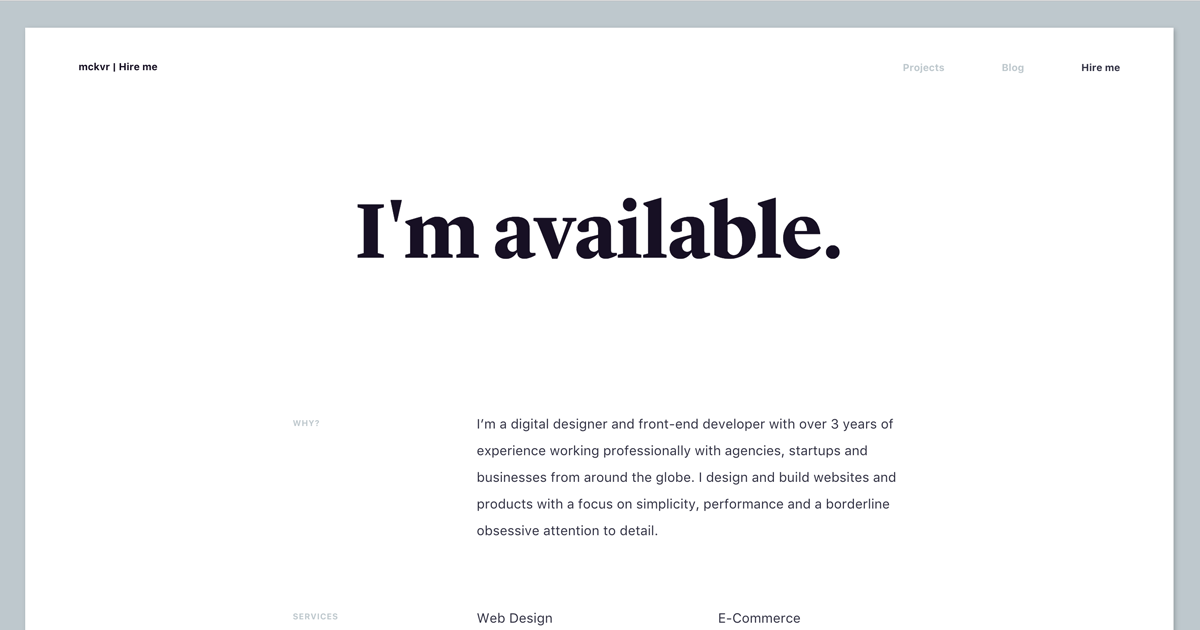 mckvr | Hire me
Projects Blog Hire me
I'm available.
WHY?
I’m a digital designer and front-end developer with over 3 years of
experience working professionally with agencies, startups and
businesses from around the globe. I design and build websites and
products with a focus on simplicity, performance and a borderline
obsessive attention to detail.
SERVICES
Web Design E-Commerce